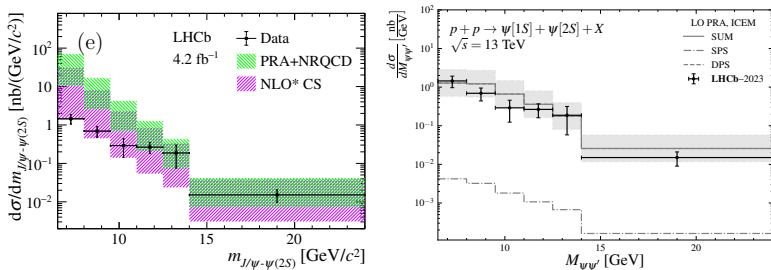 (e)
LHCb
4.2 fb⁻¹
Data
PRA+NRQCD
NLO* CS
dσ/dm_{J/ψ-ψ(2S)} [nb/(GeV/c²)]
10²
10
1
10⁻¹
10⁻²
10 15 20
m_{J/ψ-ψ(2S)} [GeV/c²]
p + p → ψ[1S] + ψ[2S] + X
√s = 13 TeV
LO PRA, ICEM
SUM
SPS
DPS
LHCb–2023
dσ/dM_{ψψ′} [nb/GeV]
10²
10¹
10⁰
10⁻¹
10⁻²
10⁻³
10 15 20
M_{ψψ′} [GeV]